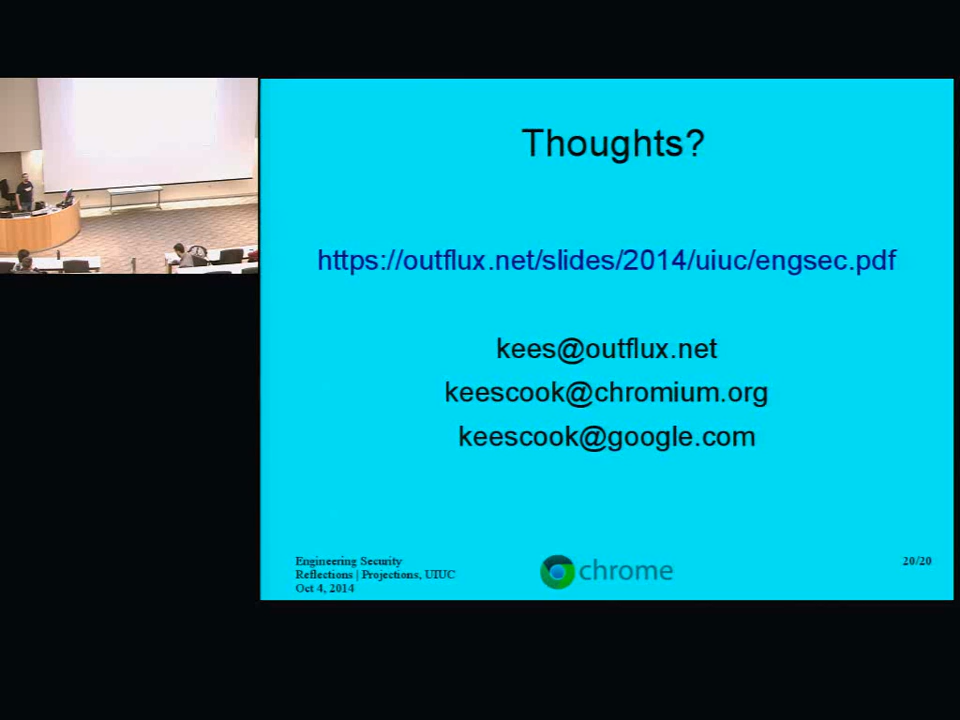 Thoughts?
https://outflux.net/slides/2014/uiuc/engsec.pdf
kees@outflux.net
keescook@chromium.org
keescook@google.com
Engineering Security
Reflections | Projections, UIUC
Oct 4, 2014
chrome
20/20